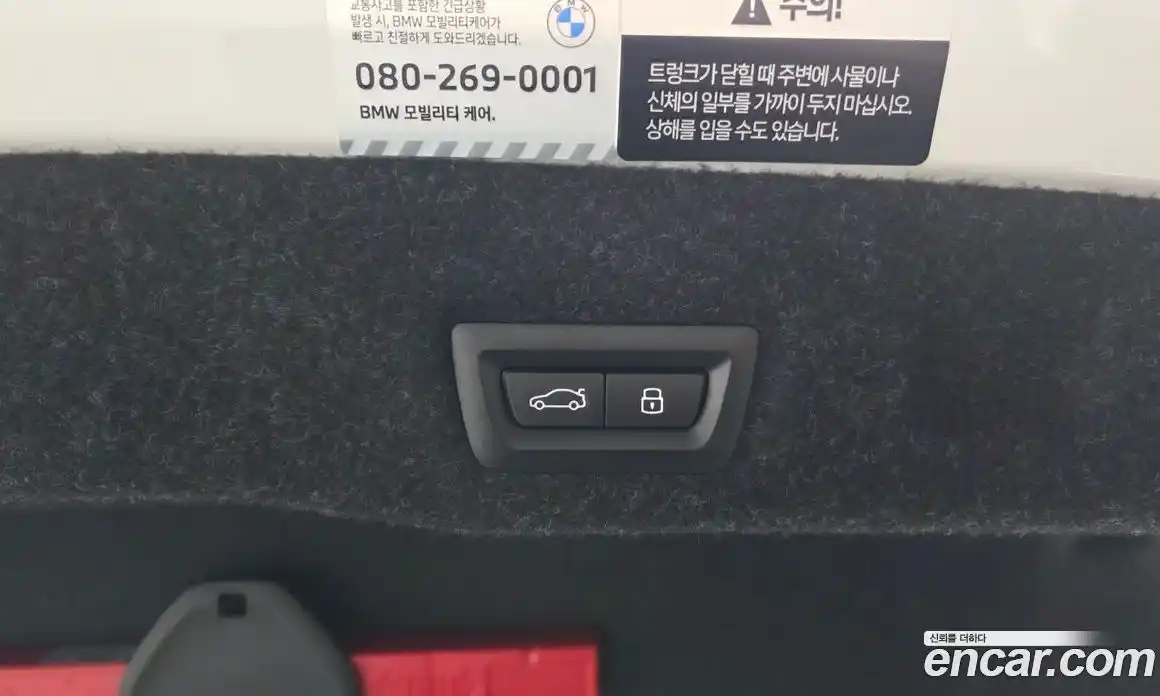 교통사고를 포함한 긴급상황
발생 시, BMW 모빌리티케어가
빠르고 친절하게 도와드리겠습니다.
080-269-0001
BMW 모빌리티 케어.
BMW
주의!
트렁크가 닫힐 때 주변에 사물이나
신체의 일부를 가까이 두지 마십시오.
상해를 입을 수도 있습니다.
신뢰를 더하다
encar.com